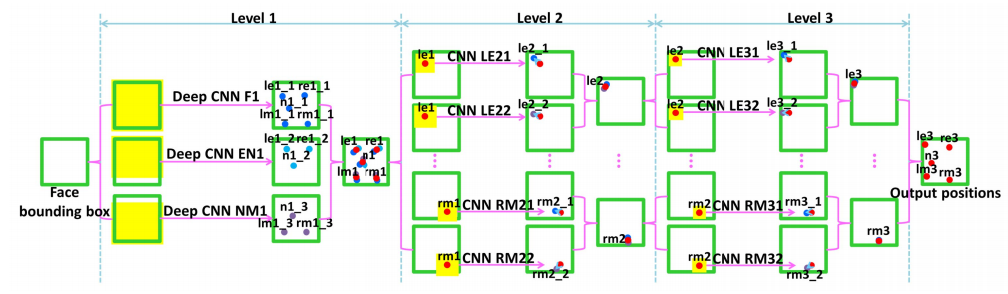 Level 1
Level 2
Level 3
Face
bounding box
Deep CNN F1
le1_1 re1_1
n1_1
lm1_1 rm1_1
Deep CNN EN1
le1_2 re1_2
n1_2
Deep CNN NM1
n1_3
lm1_3 rm1_3
le1 re1
n1
lm1 rm1
le1 CNN LE21 le2_1
le1 CNN LE22 le2_2
le2
rm1 CNN RM21 rm2_1
rm1 CNN RM22
rm2_2
rm2
le2 CNN LE31 le3_1
le2 CNN LE32 le3_2
le3
rm2 CNN RM31 rm3_1
rm2 CNN RM32
rm3_2
rm3
le3 re3
n3
lm3 rm3
Output positions